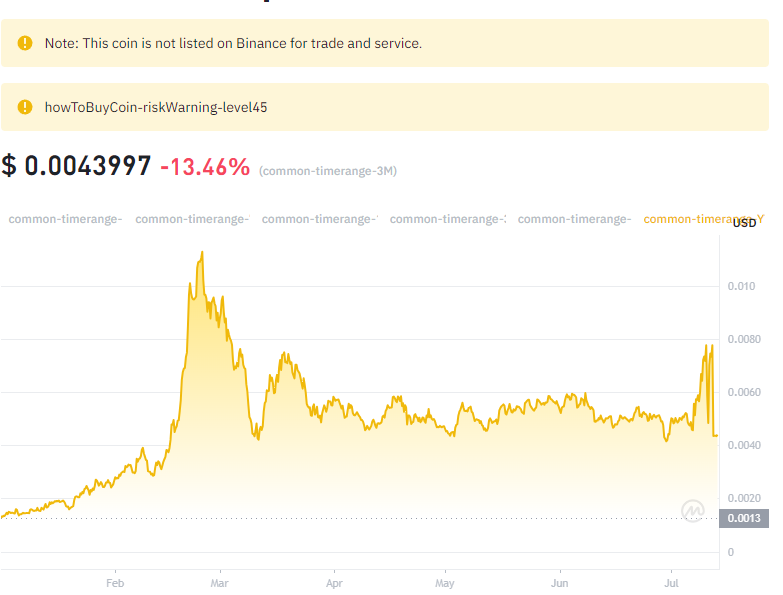 Note: This coin is not listed on Binance for trade and service.
howToBuyCoin-riskWarning-level45
$ 0.0043997 -13.46% (common-timerange-3M)
common-timerange- common-timerange- common-timerange- common-timerange- common-timerange- common-timerange-Y
USD
0.010
0.0080
0.0060
0.0040
0.0020
0.0013
0
Feb Mar Apr May Jun Jul